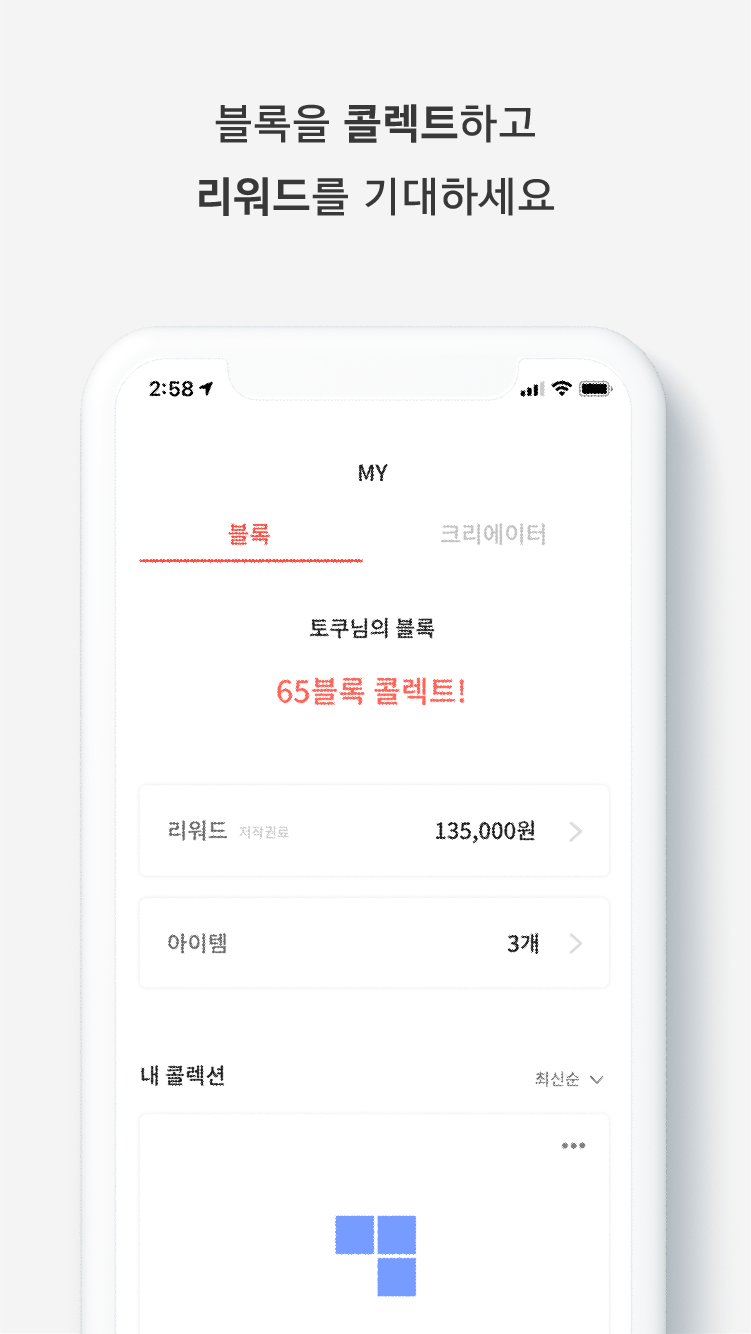 블록을 콜렉트하고
리워드를 기대하세요
2:58
MY
블록 크리에이터
토쿠님의 블록
65블록 콜렉트!
리워드 저작권료 135,000원
아이템 3개
내 콜렉션 최신순